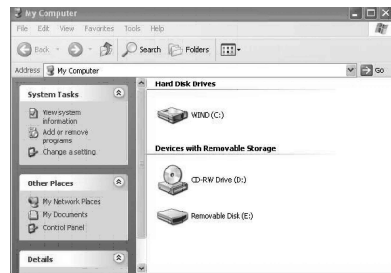 My Computer
File Edit View Favorites Tools Help
Back Search Folders
Address My Computer Go
System Tasks
View system
information
Add or remove
programs
Change a setting
Other Places
My Network Places
My Documents
Control Panel
Details
Hard Disk Drives
WIND (C:)
Devices with Removable Storage
CD-RW Drive (D:)
Removable Disk (E:)